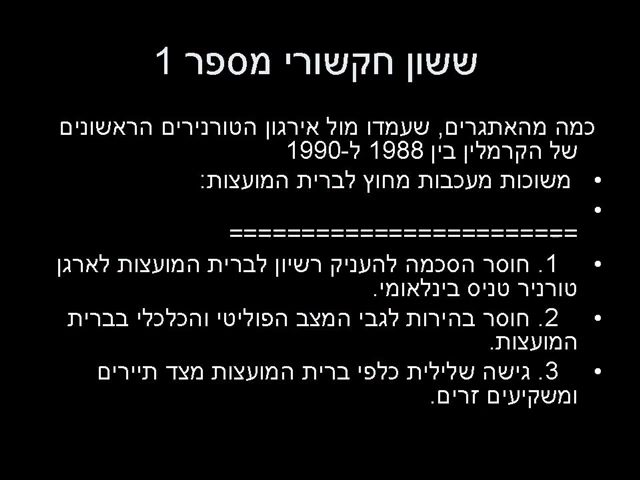 ששון חקשורי מספר 1
כמה מהאתגרים, שעמדו מול אירגון הטורנירים הראשונים
של הקרמלין בין 1988 ל-1990
• משוכות מעכבות מחוץ לברית המועצות:
•
========================
• 1. חוסר הסכמה להעניק רשיון לברית המועצות לארגן
טורניר טניס בינלאומי.
• 2. חוסר בהירות לגבי המצב הפוליטי והכלכלי בברית
המועצות.
• 3. גישה שלילית כלפי ברית המועצות מצד תיירים
ומשקיעים זרים.